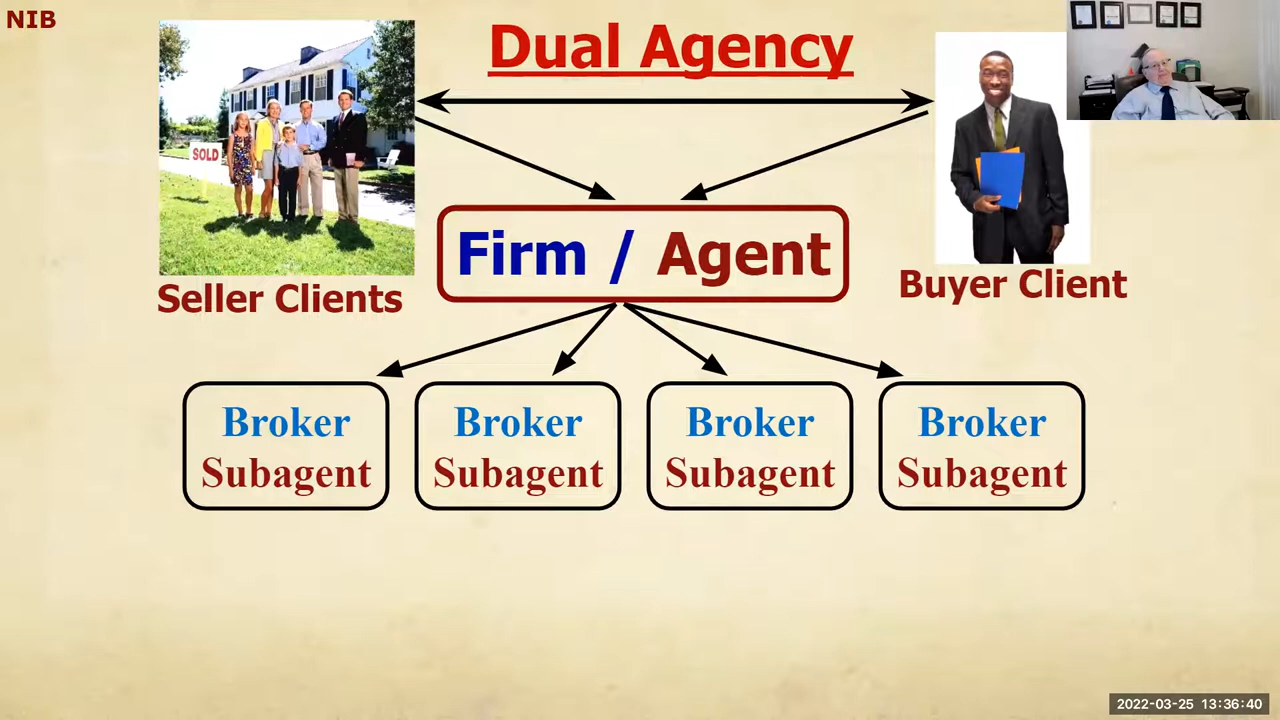 NIB
Dual Agency
SOLD
Seller Clients
Buyer Client
Firm / Agent
Broker
Subagent
Broker
Subagent
Broker
Subagent
Broker
Subagent
2022-03-25 13:36:40